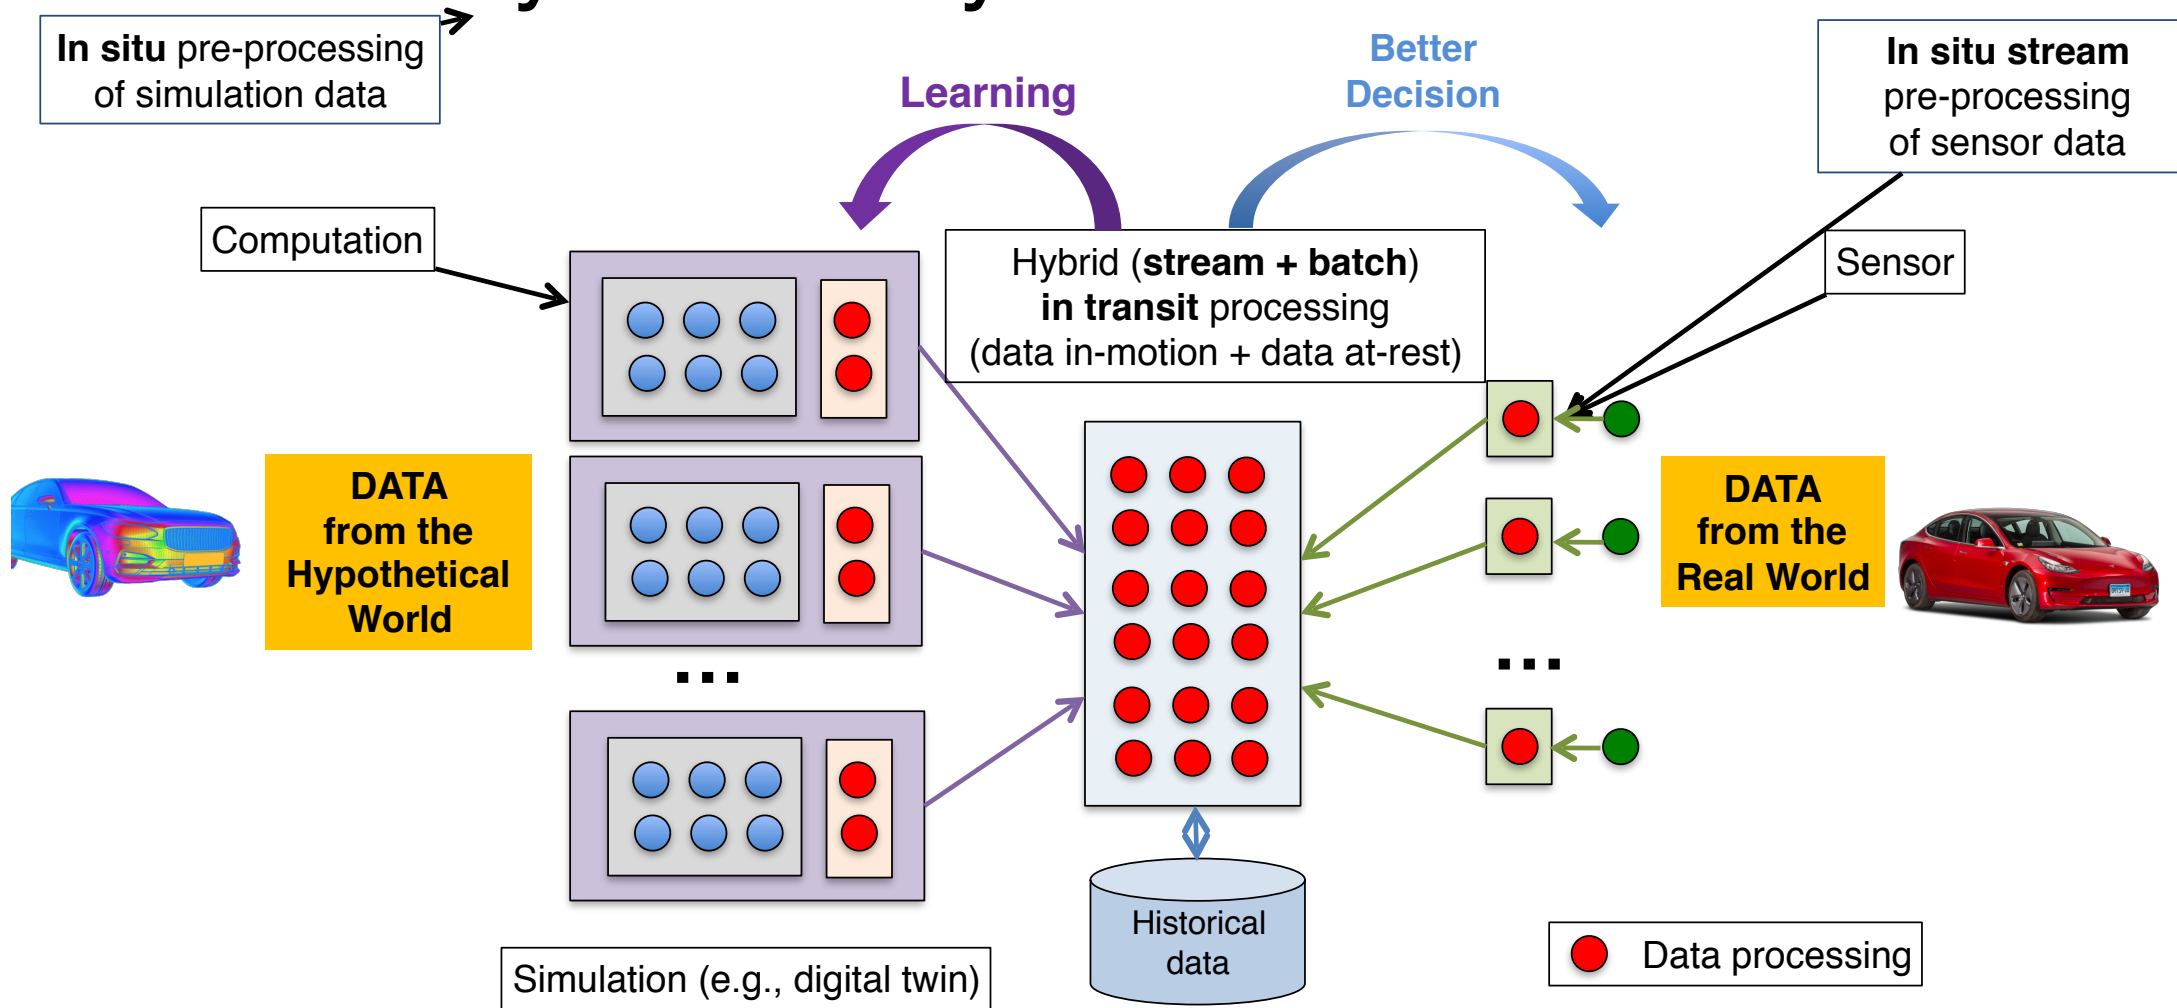 In situ pre-processing
of simulation data
Learning
Better
Decision
In situ stream
pre-processing
of sensor data
Computation
Hybrid (stream + batch)
in transit processing
(data in-motion + data at-rest)
Sensor
DATA
from the
Hypothetical
World
DATA
from the
Real World
...
...
Historical
data
Simulation (e.g., digital twin)
Data processing